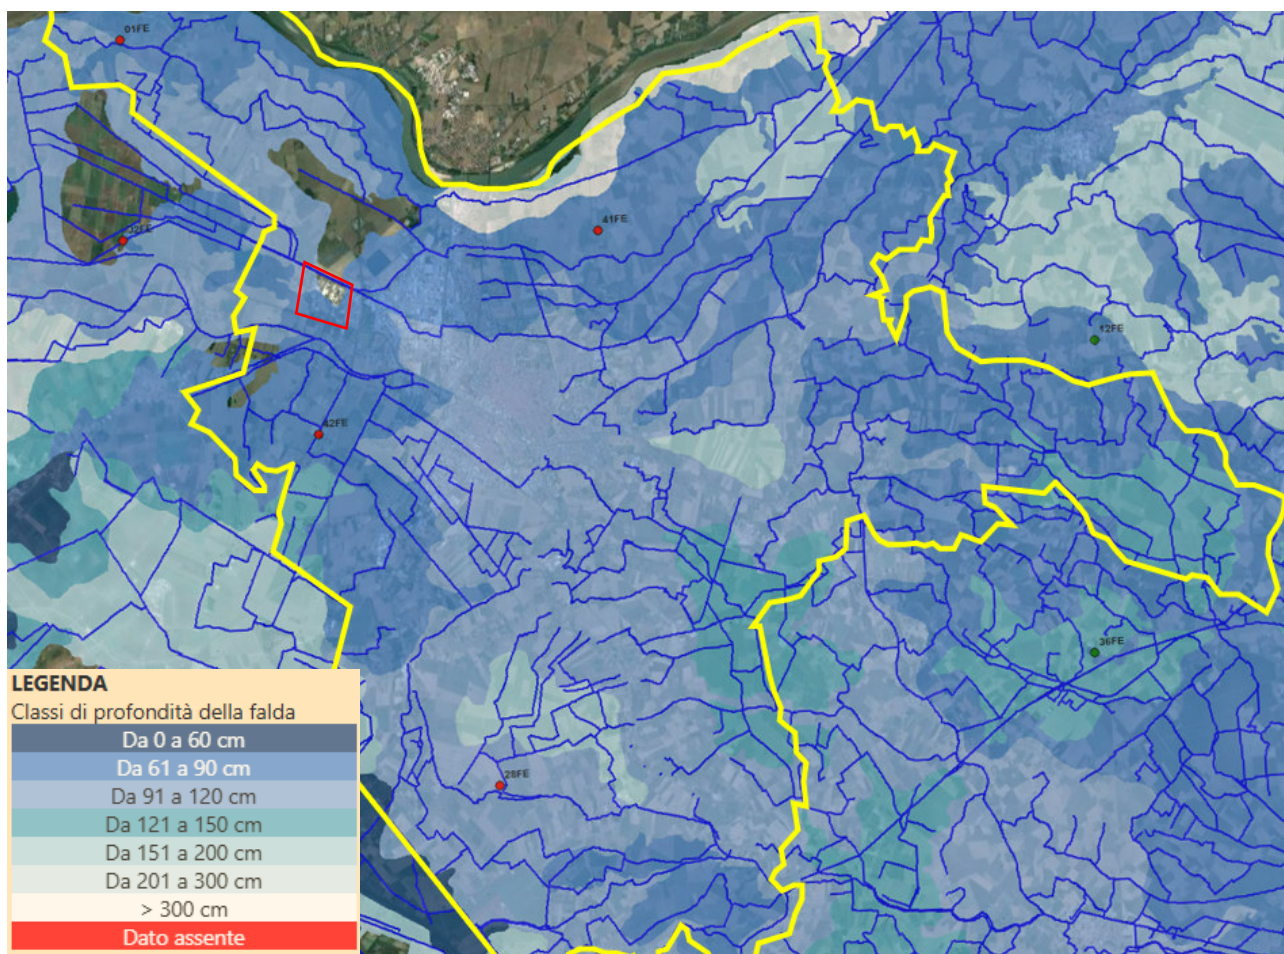 01FE
32FE
41FE
12FE
42FE
36FE
28FE
LEGENDA
Classi di profondità della falda
Da 0 a 60 cm
Da 61 a 90 cm
Da 91 a 120 cm
Da 121 a 150 cm
Da 151 a 200 cm
Da 201 a 300 cm
> 300 cm
Dato assente